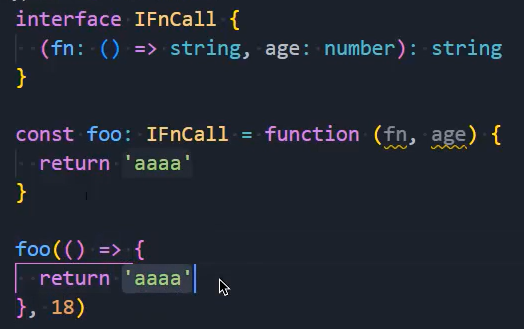 interface IFnCall {
  (fn: () => string, age: number): string
}
const foo: IFnCall = function (fn, age) {
  return 'aaaa'
}
foo(() => {
  return 'aaaa'
}, 18)